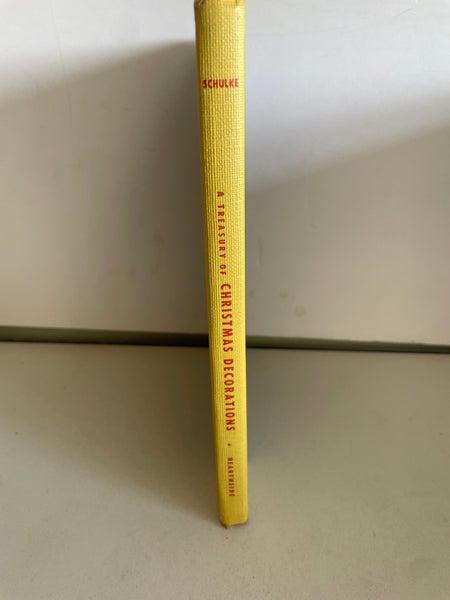 SCHULKE
A TREASURY OF CHRISTMAS DECORATIONS • HEARTHSIDE